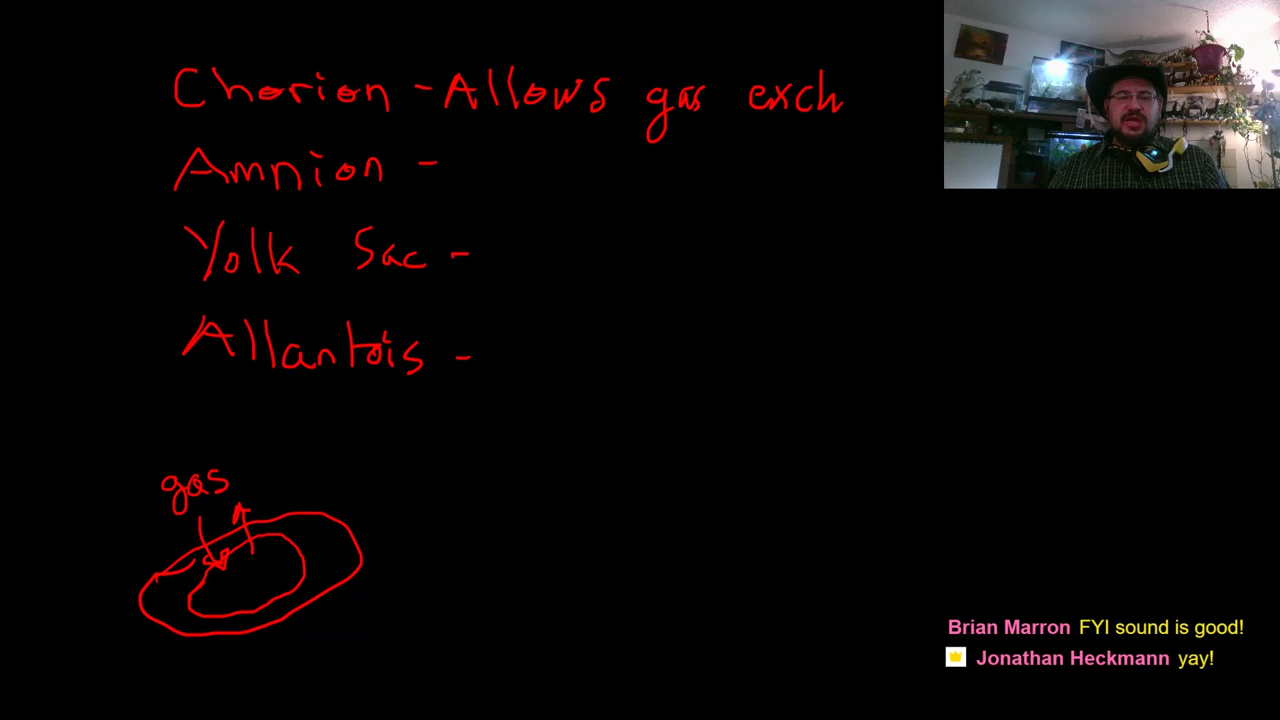 Chorion - Allows gas exch
Amnion -
Yolk Sac -
Allantois -
gas
Brian Marron FYI sound is good!
Jonathan Heckmann yay!